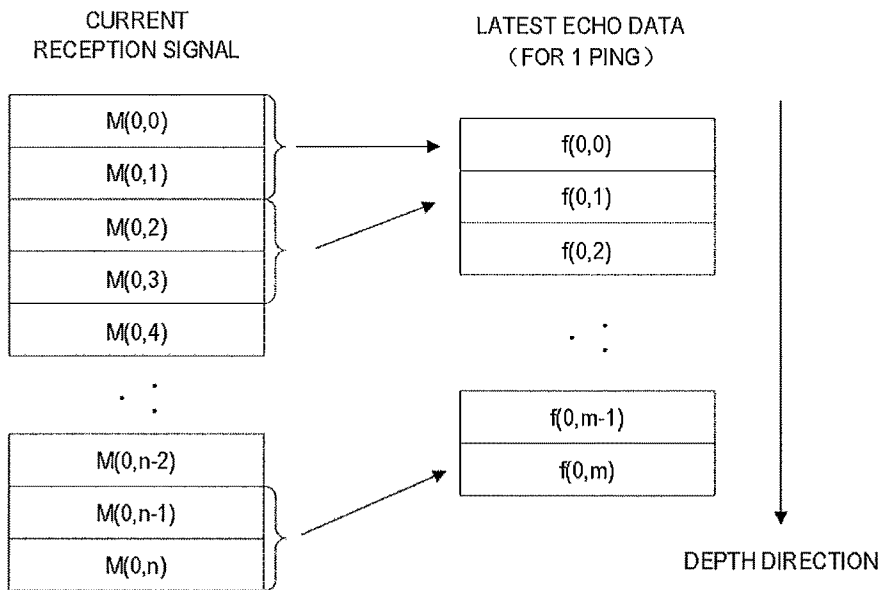 CURRENT
RECEPTION SIGNAL
M(0,0)
M(0,1)
M(0,2)
M(0,3)
M(0,4)
M(0,n-2)
M(0,n-1)
M(0,n)
LATEST ECHO DATA
(FOR 1 PING)
f(0,0)
f(0,1)
f(0,2)
f(0,m-1)
f(0,m)
DEPTH DIRECTION